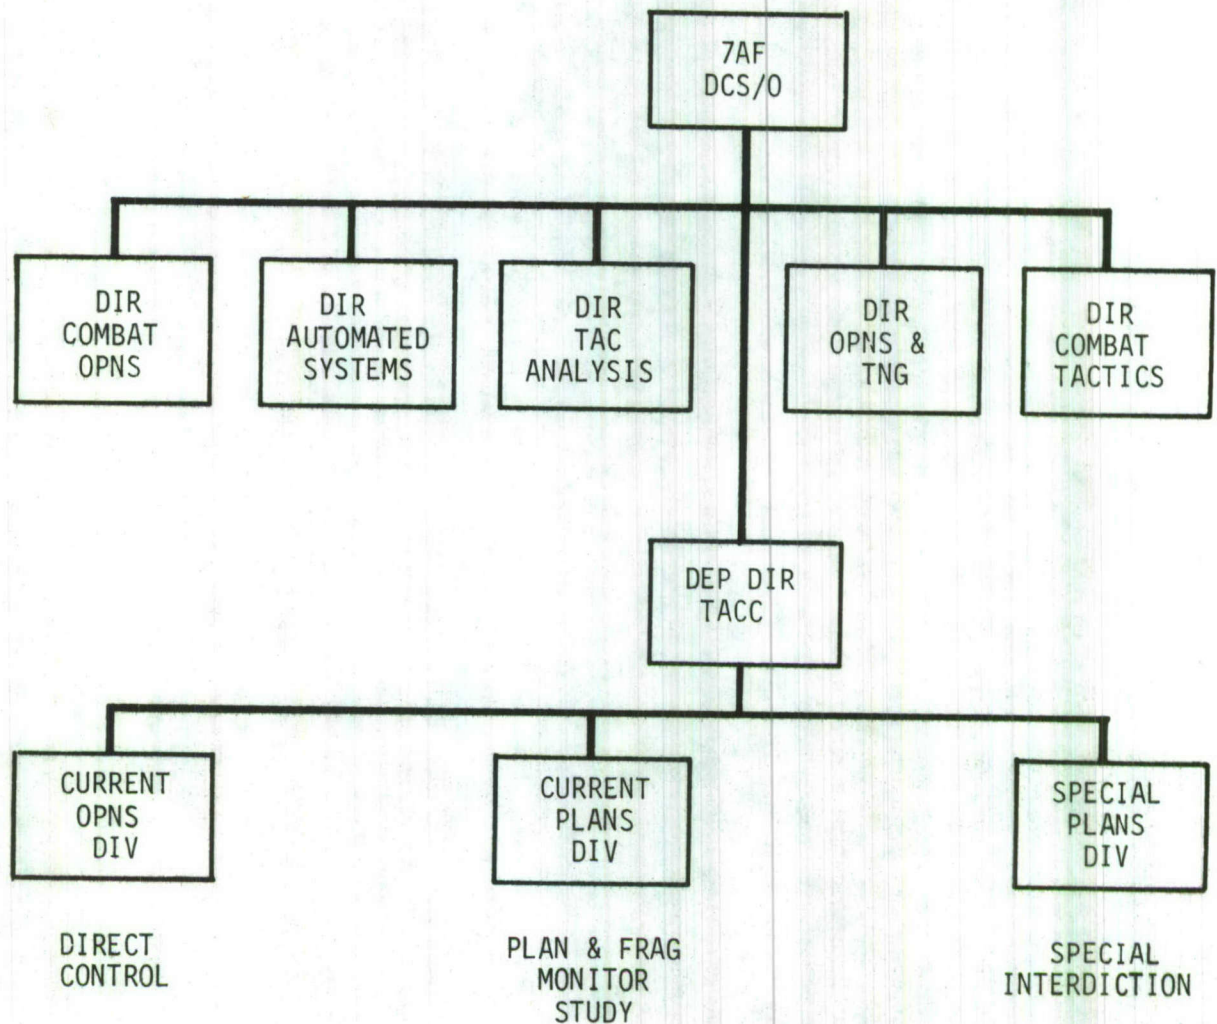 7AF
DCS/O
DIR
COMBAT
OPNS
DIR
AUTOMATED
SYSTEMS
DIR
TAC
ANALYSIS
DIR
OPNS &
TNG
DIR
COMBAT
TACTICS
DEP DIR
TACC
CURRENT
OPNS
DIV
CURRENT
PLANS
DIV
SPECIAL
PLANS
DIV
DIRECT
CONTROL
PLAN & FRAG
MONITOR
STUDY
SPECIAL
INTERDICTION